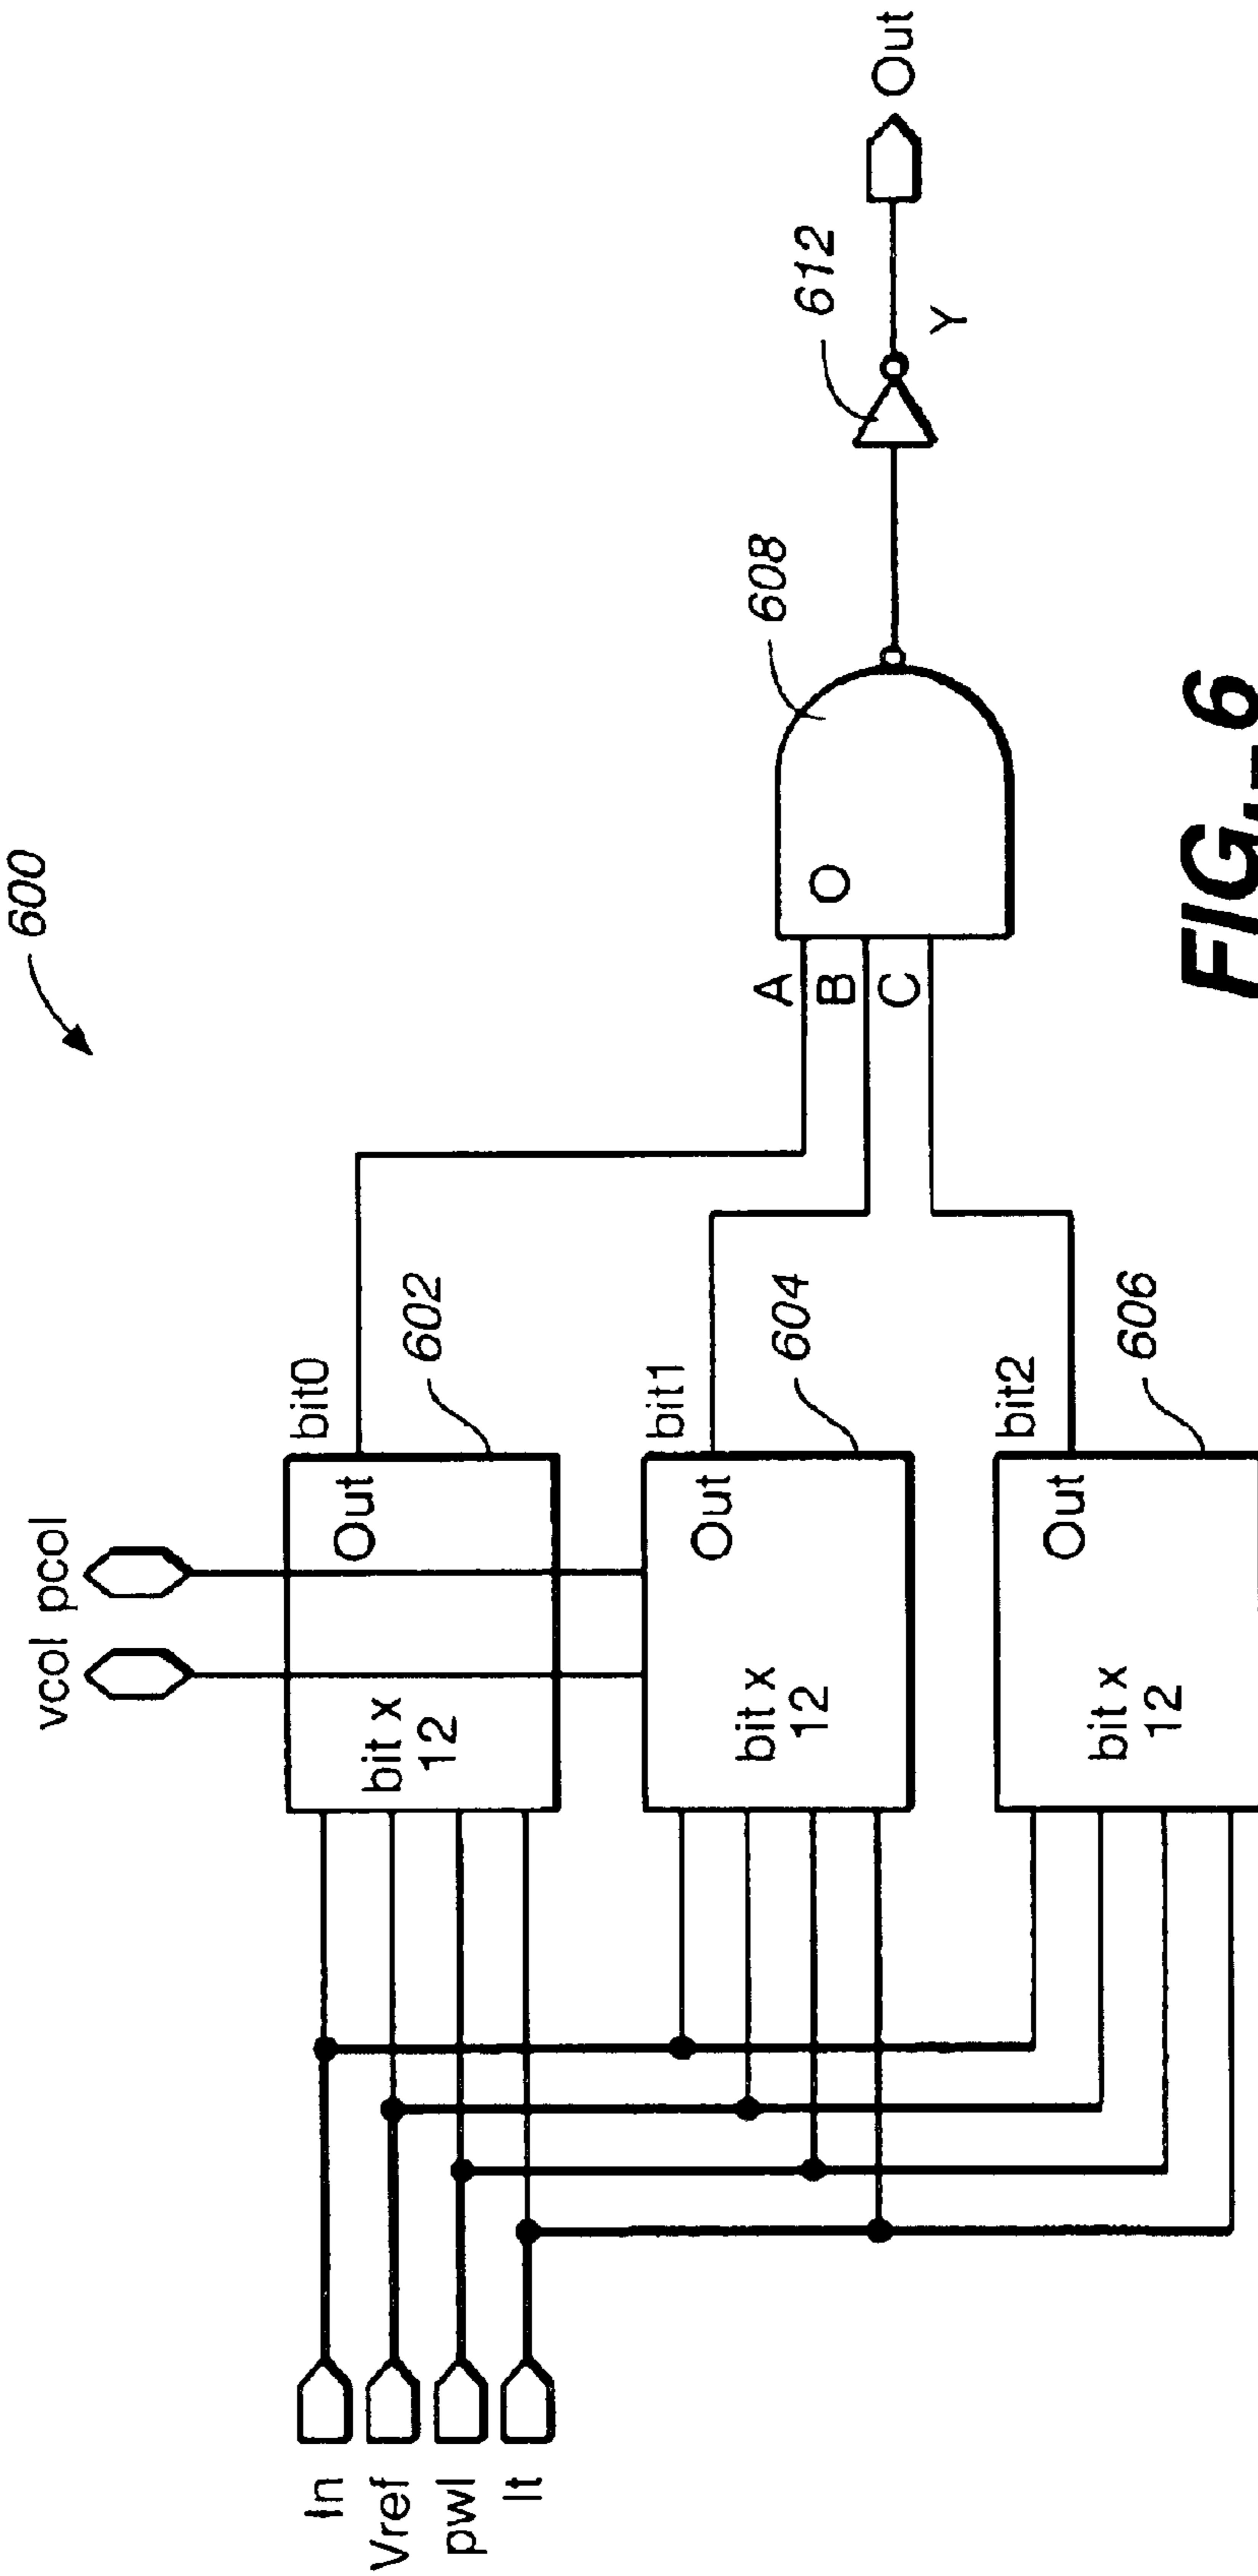 600
vcol pcol
bit0
Out
bit x
12
602
In
Vref
pwl
It
bit1
Out
bit x
12
604
bit2
Out
bit x
12
606
A
B
C
O
608
612
Y
Out
FIG._6